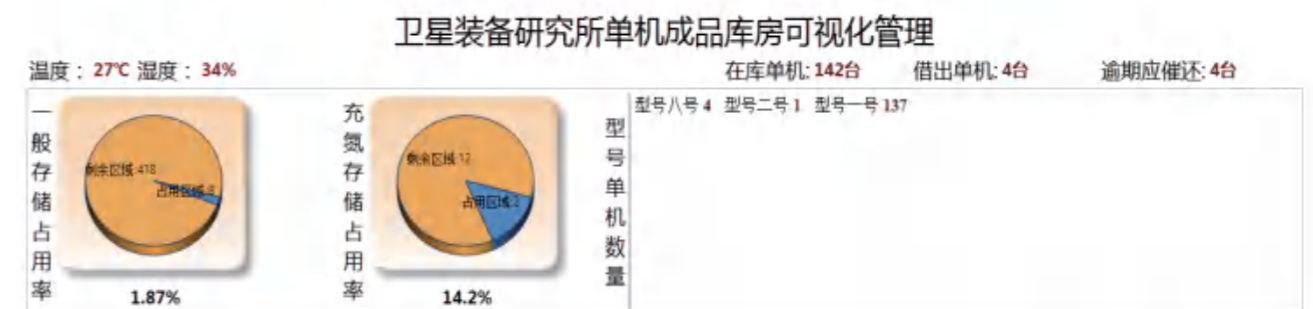 卫星装备研究所单机成品库房可视化管理
温度：27℃ 湿度：34%
在库单机:142台 借出单机:4台 逾期应催还:4台
一般存储占用率
剩余区域:418
占用区域:8
1.87%
充氮存储占用率
剩余区域:12
占用区域:2
14.2%
型号单机数量
型号八号 4 型号二号 1 型号一号 137